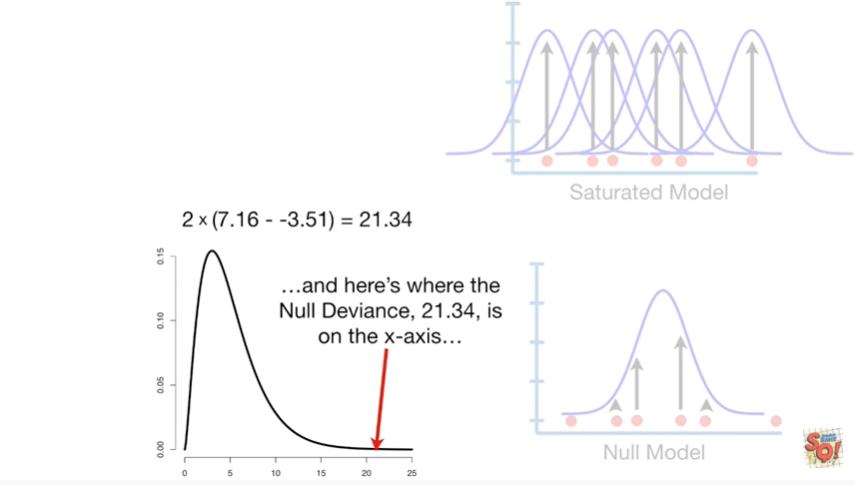 Saturated Model
2 × (7.16 - -3.51) = 21.34
…and here’s where the
Null Deviance, 21.34, is
on the x-axis…
0.15
0.10
0.05
0.00
0 5 10 15 20 25
Null Model
SQ!